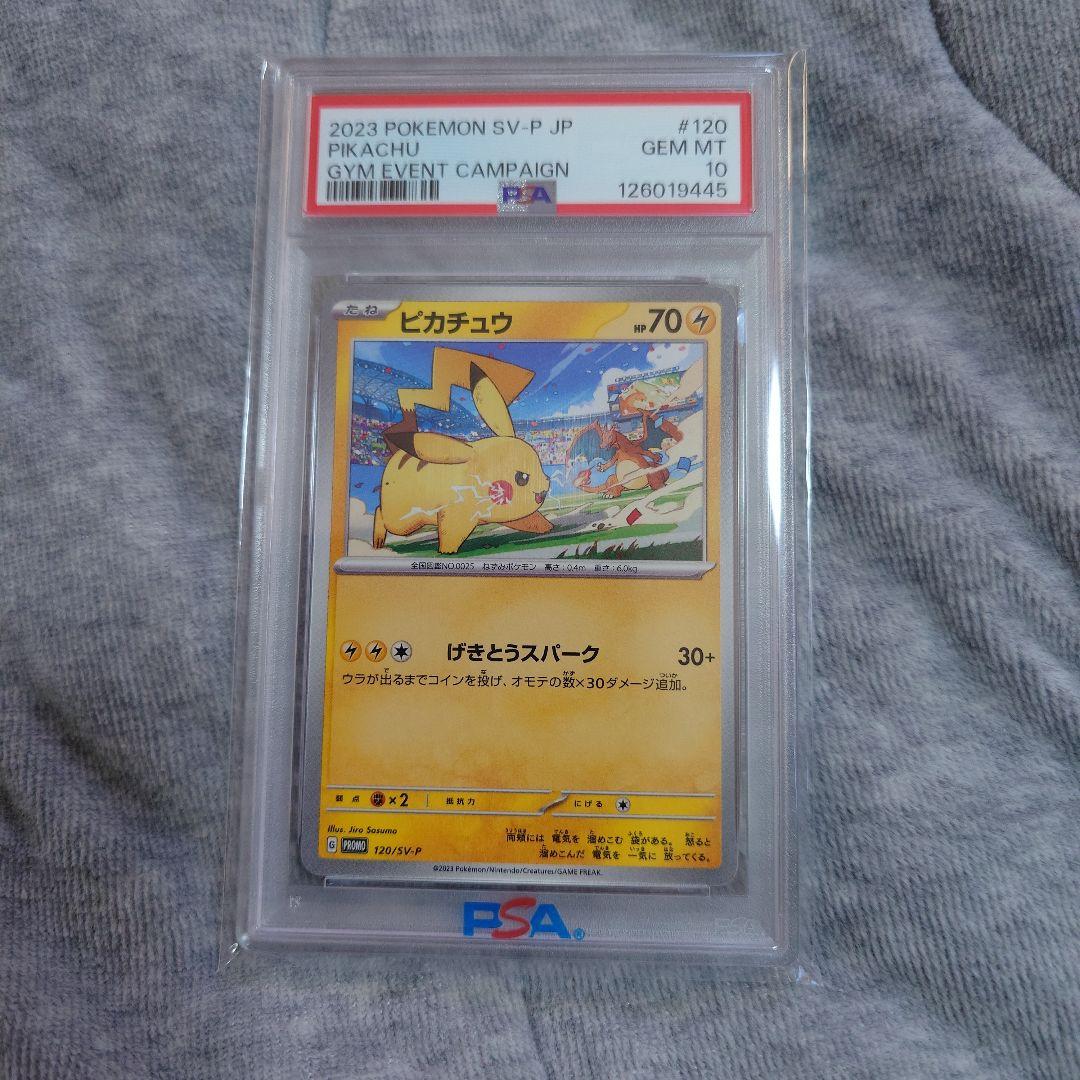 2023 POKEMON SV-P JP #120
PIKACHU GEM MT
GYM EVENT CAMPAIGN 10
PSA 126019445
たね ピカチュウ HP70
全国図鑑NO.0025 ねずみポケモン 高さ:0.4m 重さ:6.0kg
げきとうスパーク 30+
ウラが出るまでコインを投げ、オモテの数×30ダメージ追加。
弱点 ×2 抵抗力 にげる
Illus. Jiro Sasumo
両頬には 電気を 溜めこむ 袋がある。 怒ると
溜めこんだ 電気を 一気に 放ってくる。
G PROMO 120/SV-P
©2023 Pokémon/Nintendo/Creatures/GAME FREAK.
PSA®